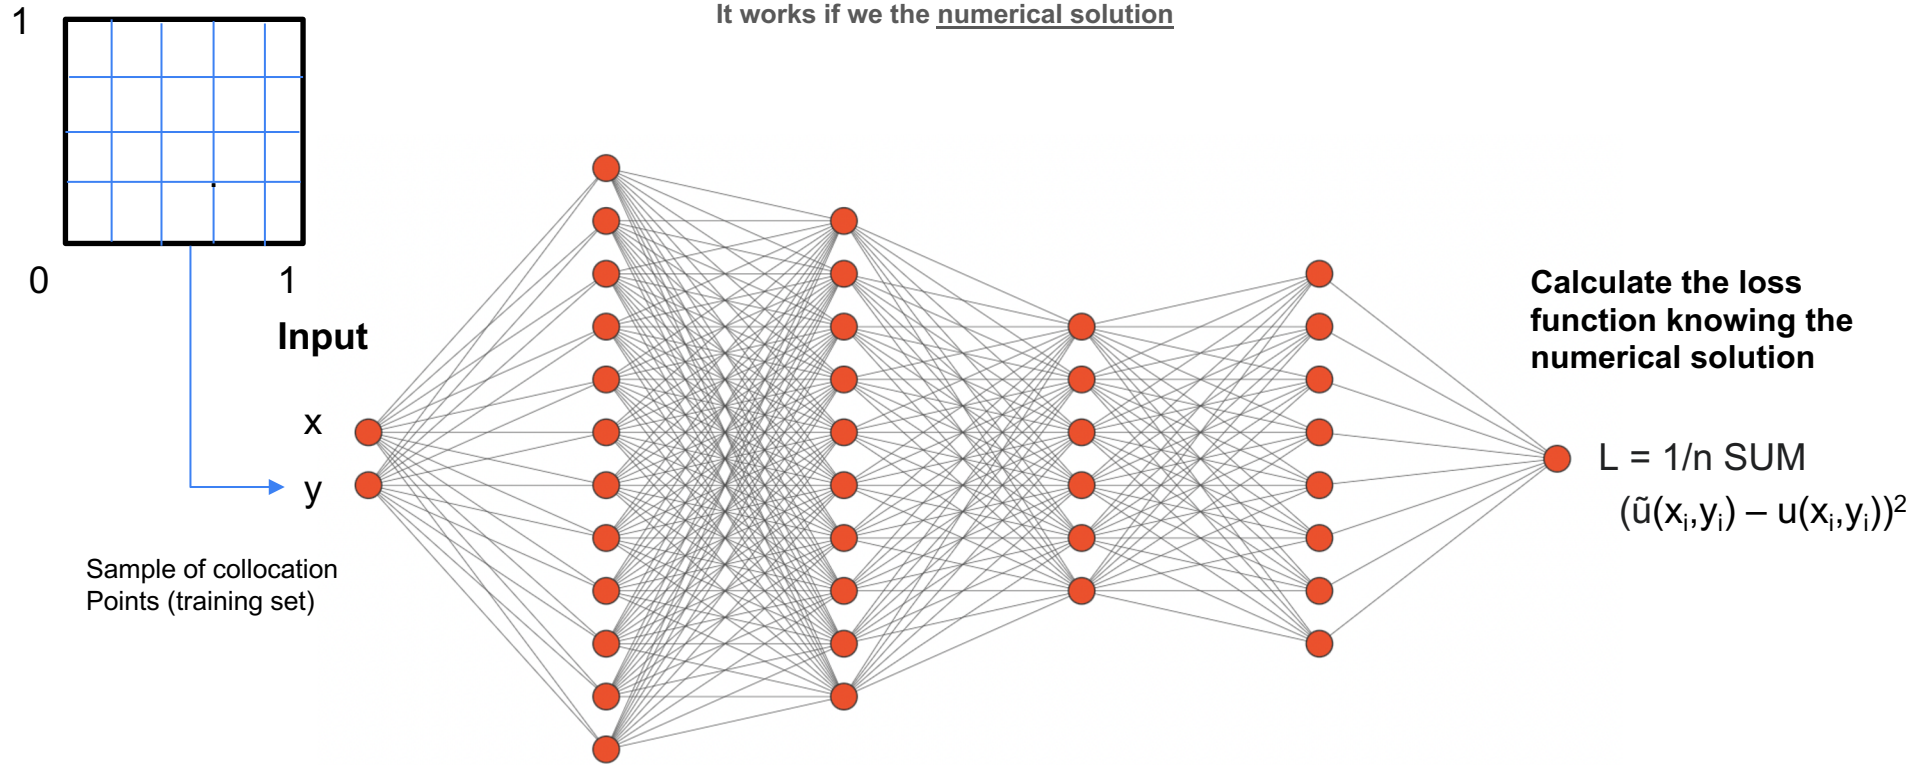 It works if we the numerical solution
1
0
1
Input
x
y
Sample of collocation
Points (training set)
Calculate the loss
function knowing the
numerical solution
L = 1/n SUM
(ũ(xᵢ,yᵢ) – u(xᵢ,yᵢ))²